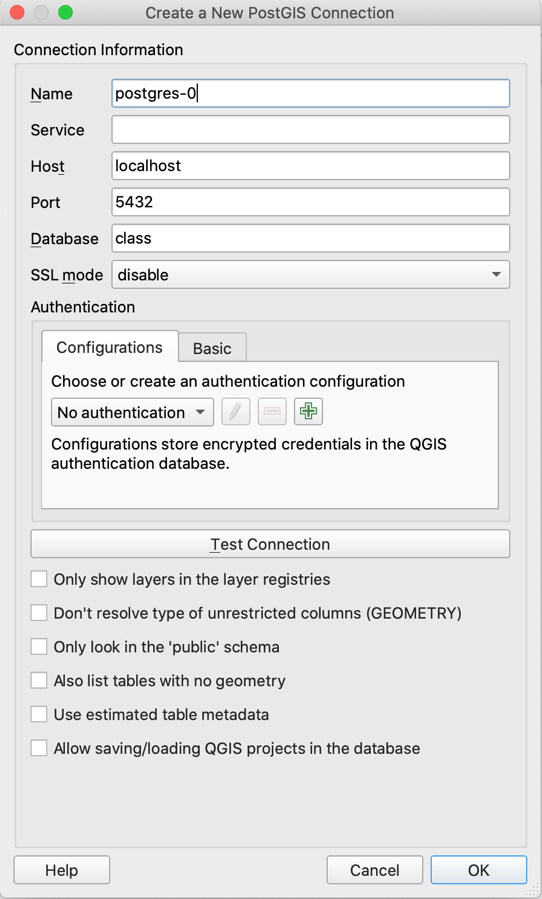 Create a New PostGIS Connection
Connection Information
Name postgres-0
Service
Host localhost
Port 5432
Database class
SSL mode disable
Authentication
Configurations Basic
Choose or create an authentication configuration
No authentication
Configurations store encrypted credentials in the QGIS
authentication database.
Test Connection
Only show layers in the layer registries
Don't resolve type of unrestricted columns (GEOMETRY)
Only look in the 'public' schema
Also list tables with no geometry
Use estimated table metadata
Allow saving/loading QGIS projects in the database
Help Cancel OK